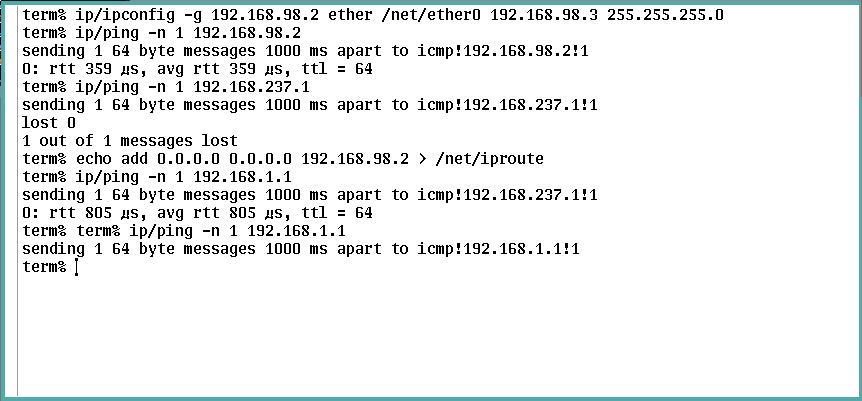 term% ip/ipconfig -g 192.168.98.2 ether /net/ether0 192.168.98.3 255.255.255.0
term% ip/ping -n 1 192.168.98.2
sending 1 64 byte messages 1000 ms apart to icmp!192.168.98.2!1
0: rtt 359 µs, avg rtt 359 µs, ttl = 64
term% ip/ping -n 1 192.168.237.1
sending 1 64 byte messages 1000 ms apart to icmp!192.168.237.1!1
lost 0
1 out of 1 messages lost
term% echo add 0.0.0.0 0.0.0.0 192.168.98.2 > /net/iproute
term% ip/ping -n 1 192.168.1.1
sending 1 64 byte messages 1000 ms apart to icmp!192.168.237.1!1
0: rtt 805 µs, avg rtt 805 µs, ttl = 64
term% term% ip/ping -n 1 192.168.1.1
sending 1 64 byte messages 1000 ms apart to icmp!192.168.1.1!1
term%